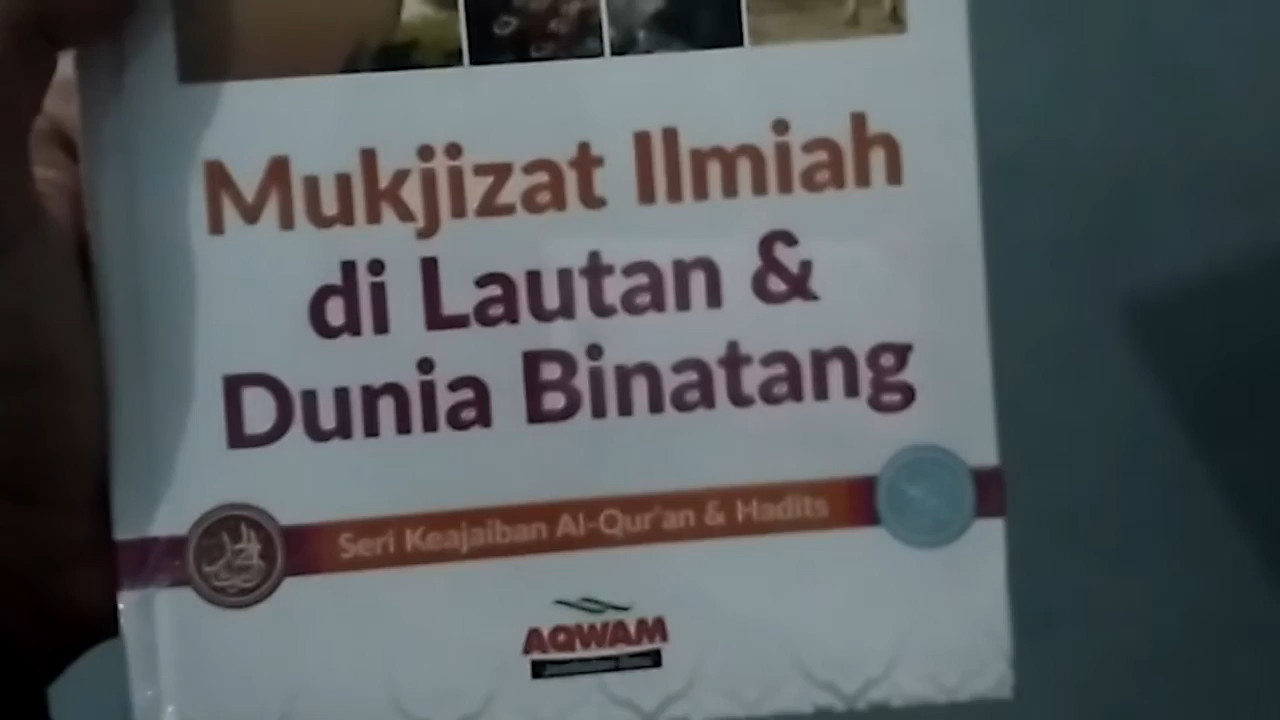 Mukjizat Ilmiah
di Lautan &
Dunia Binatang
Seri Keajaiban Al-Qur'an & Hadits
AQWAM